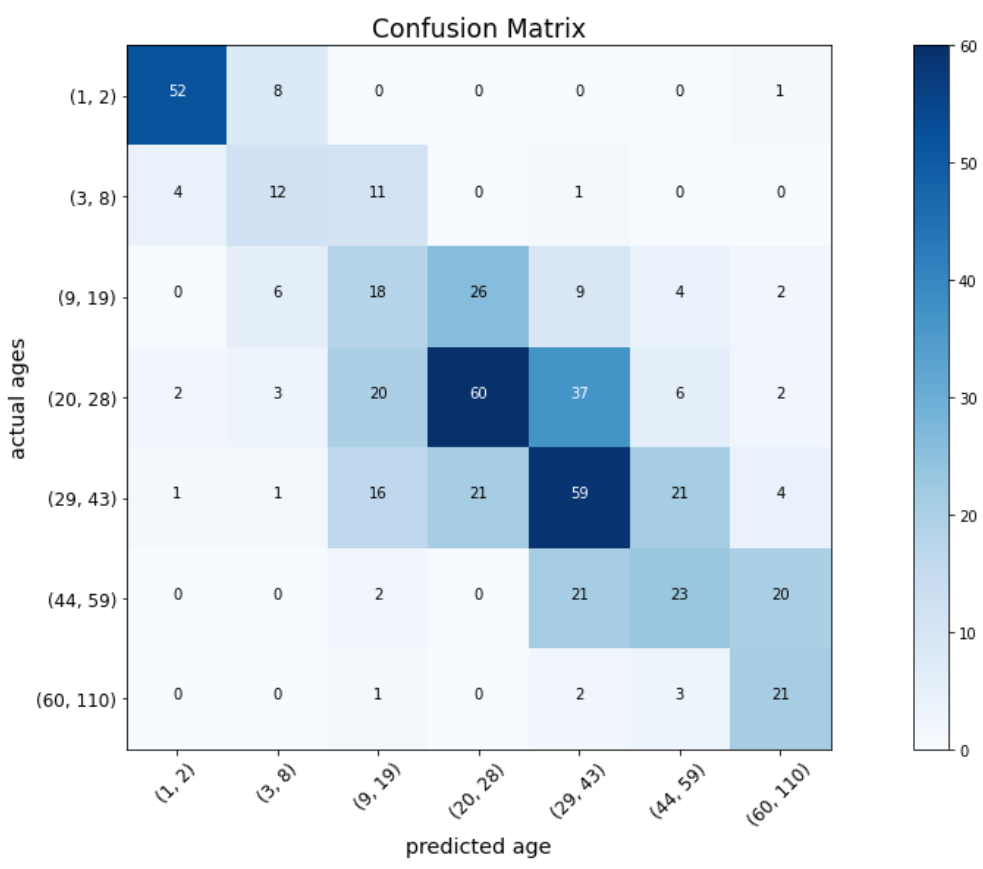 Confusion Matrix
(1, 2) 52 8 0 0 0 0 1
(3, 8) 4 12 11 0 1 0 0
(9, 19) 0 6 18 26 9 4 2
(20, 28) 2 3 20 60 37 6 2
(29, 43) 1 1 16 21 59 21 4
(44, 59) 0 0 2 0 21 23 20
(60, 110) 0 0 1 0 2 3 21
actual ages
(1, 2) (3, 8) (9, 19) (20, 28) (29, 43) (44, 59) (60, 110)
predicted age
60
50
40
30
20
10
0